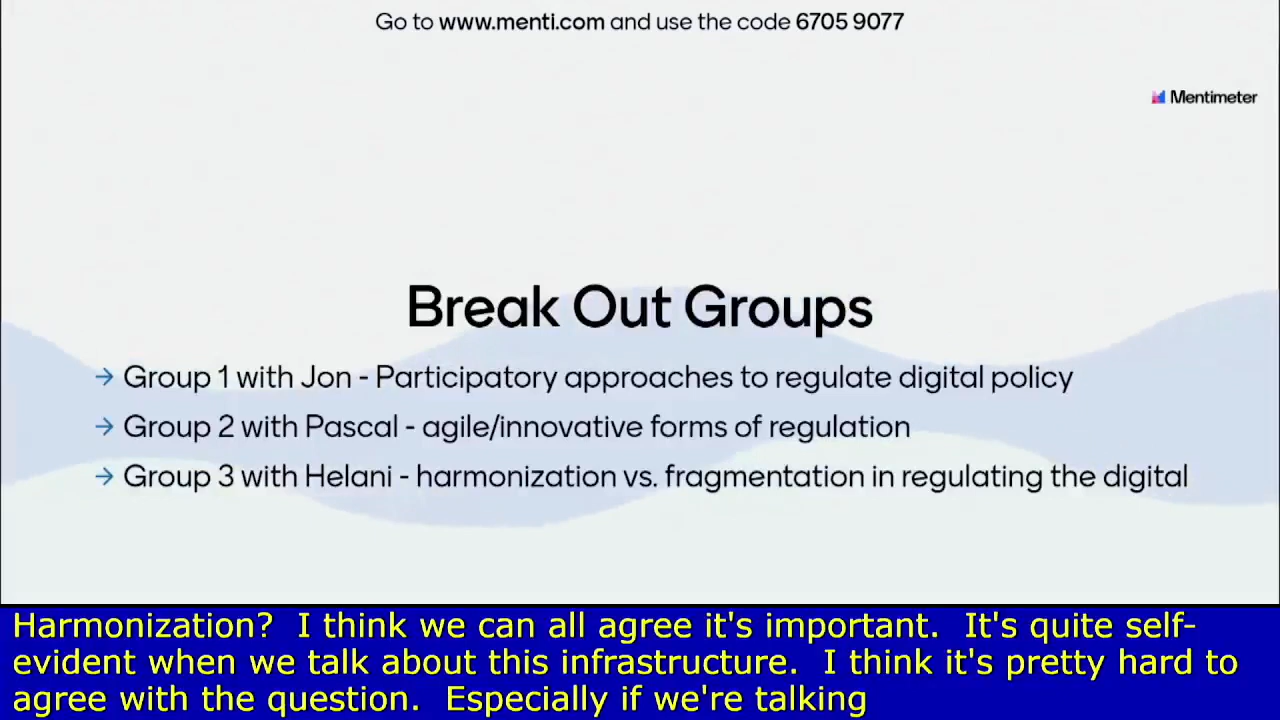 Go to www.menti.com and use the code 6705 9077
Mentimeter
Break Out Groups
→ Group 1 with Jon - Participatory approaches to regulate digital policy
→ Group 2 with Pascal - agile/innovative forms of regulation
→ Group 3 with Helani - harmonization vs. fragmentation in regulating the digital
Harmonization?  I think we can all agree it's important.  It's quite self-
evident when we talk about this infrastructure.  I think it's pretty hard to
agree with the question.  Especially if we're talking